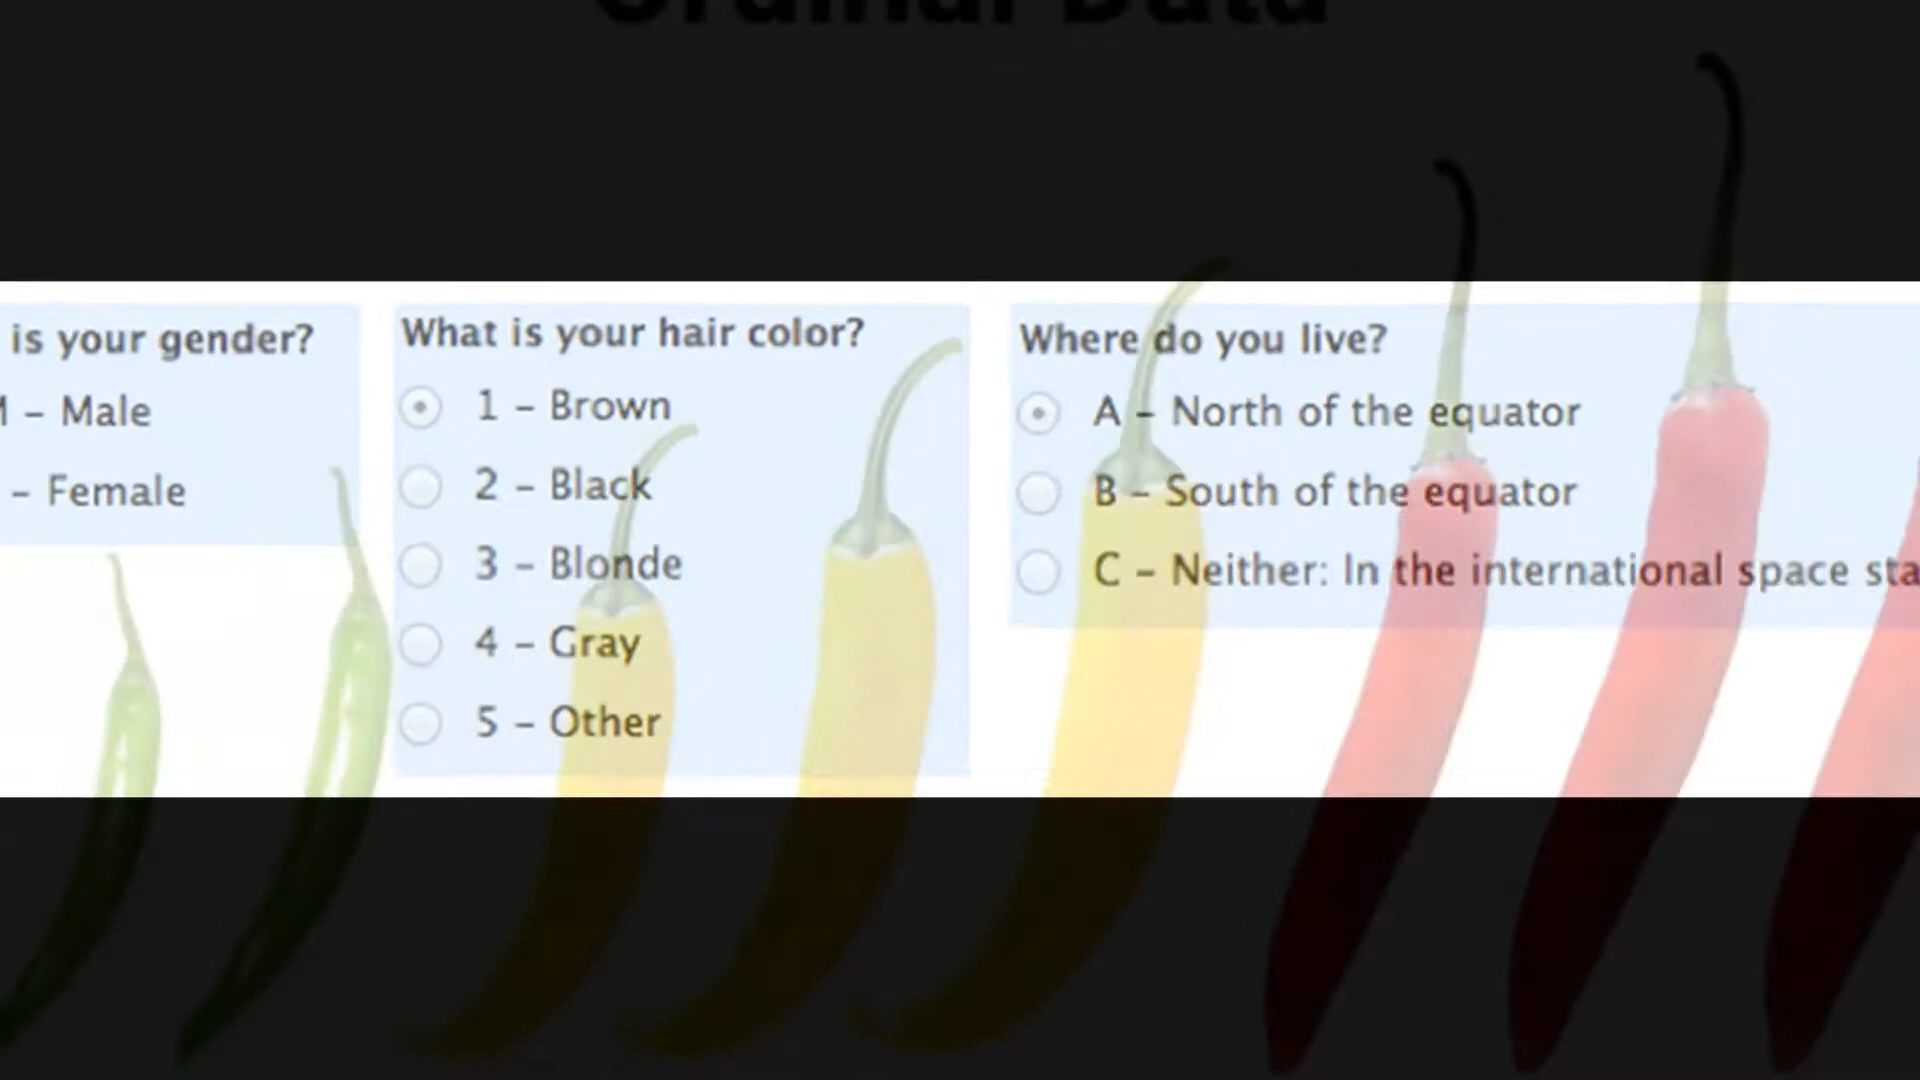 Ordinal Data
is your gender?
– Male
– Female
What is your hair color?
1 – Brown
2 – Black
3 – Blonde
4 – Gray
5 – Other
Where do you live?
A – North of the equator
B – South of the equator
C – Neither: In the international space sta